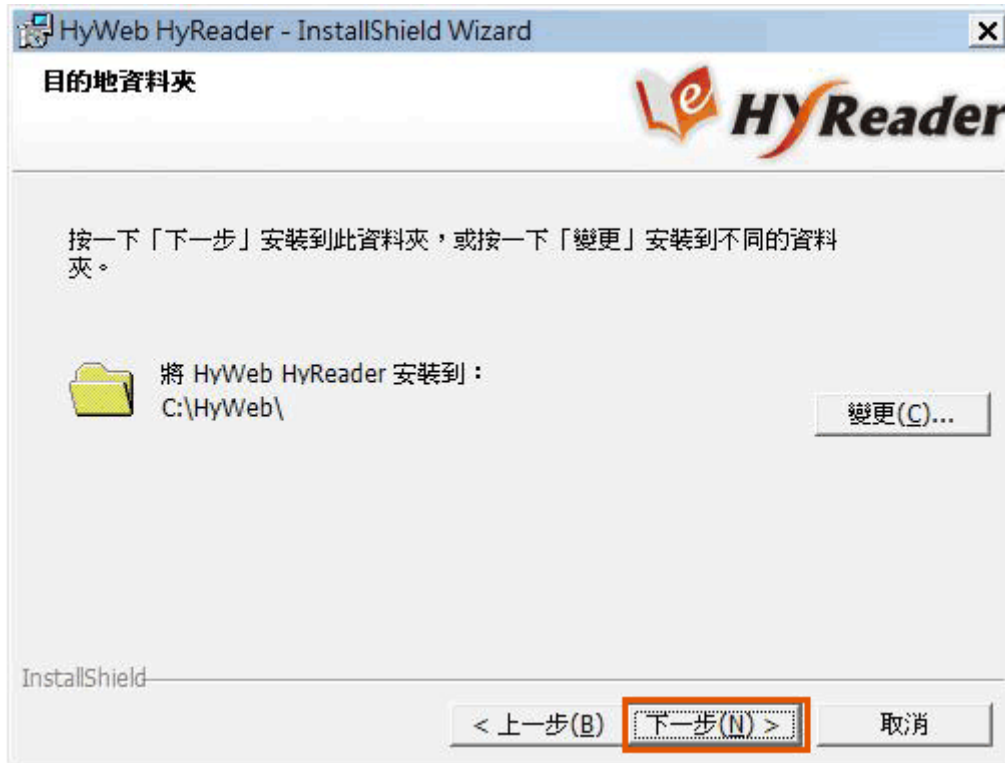 HyWeb HyReader - InstallShield Wizard
目的地資料夾
e HyReader
按一下「下一步」安裝到此資料夾，或按一下「變更」安裝到不同的資料
夾。
將 HyWeb HyReader 安裝到：
C:\HyWeb\
變更(C)...
InstallShield
< 上一步(B) 下一步(N) > 取消